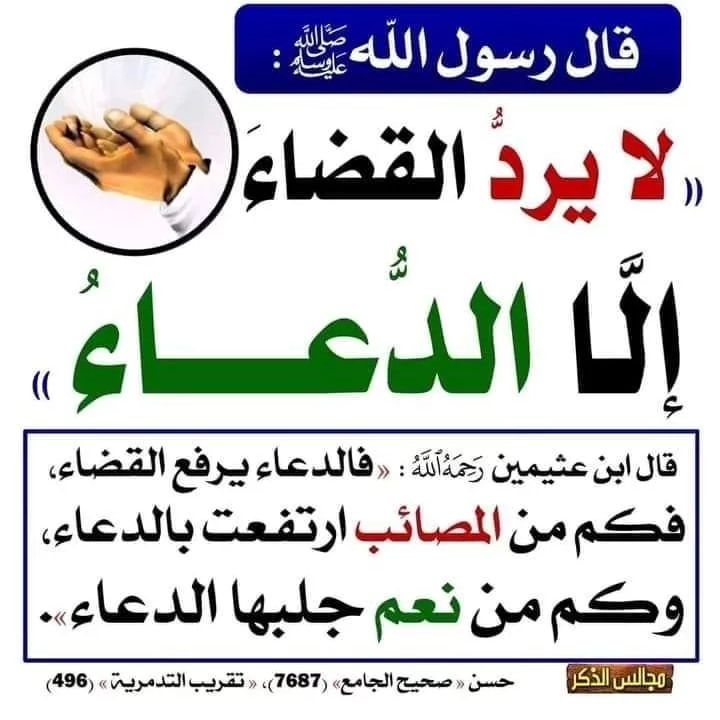 قال رسول الله ﷺ :
« لا يردُّ القضاءَ
إلَّا الدُّعـــاءُ »
قال ابن عثيمين رَحِمَهُ ٱللَّهُ : « فالدعاء يرفع القضاء،
فكم من المصائب ارتفعت بالدعاء،
وكم من نعم جلبها الدعاء ».
مجالس الذكر حسن « صحيح الجامع» (7687)، « تقريب التدمرية » (496)